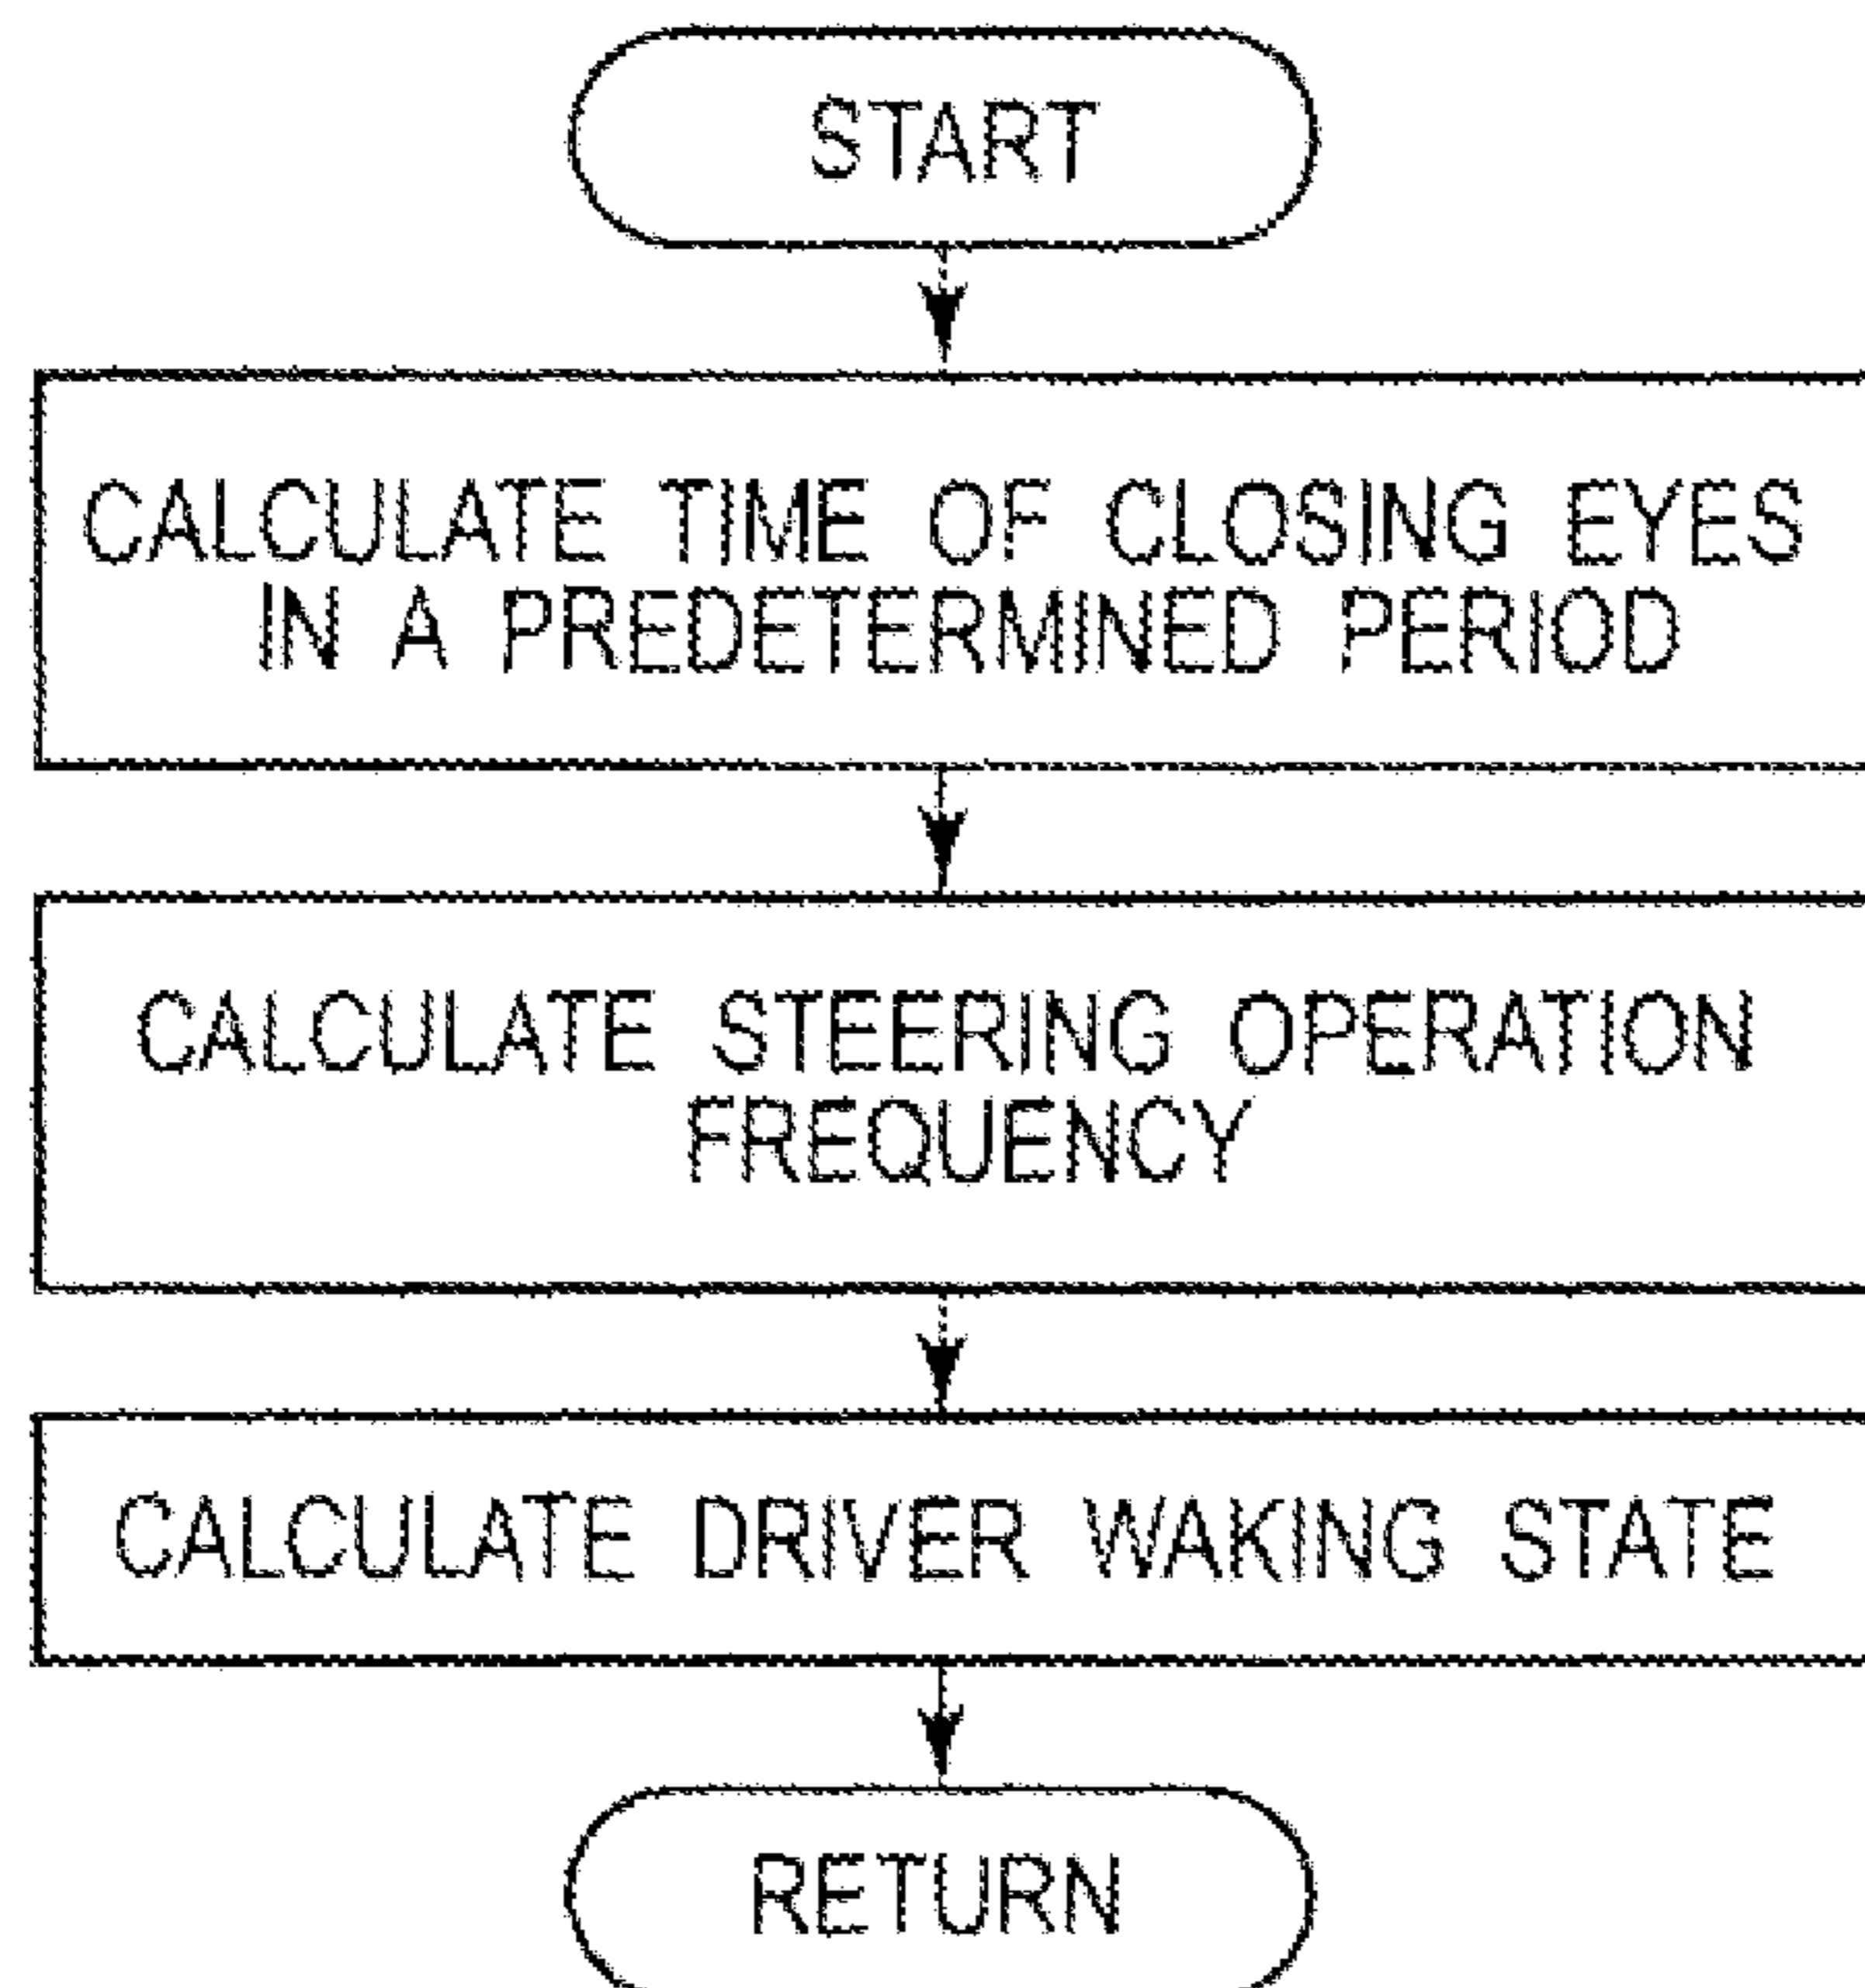 START
CALCULATE TIME OF CLOSING EYES
IN A PREDETERMINED PERIOD
CALCULATE STEERING OPERATION
FREQUENCY
CALCULATE DRIVER WAKING STATE
RETURN